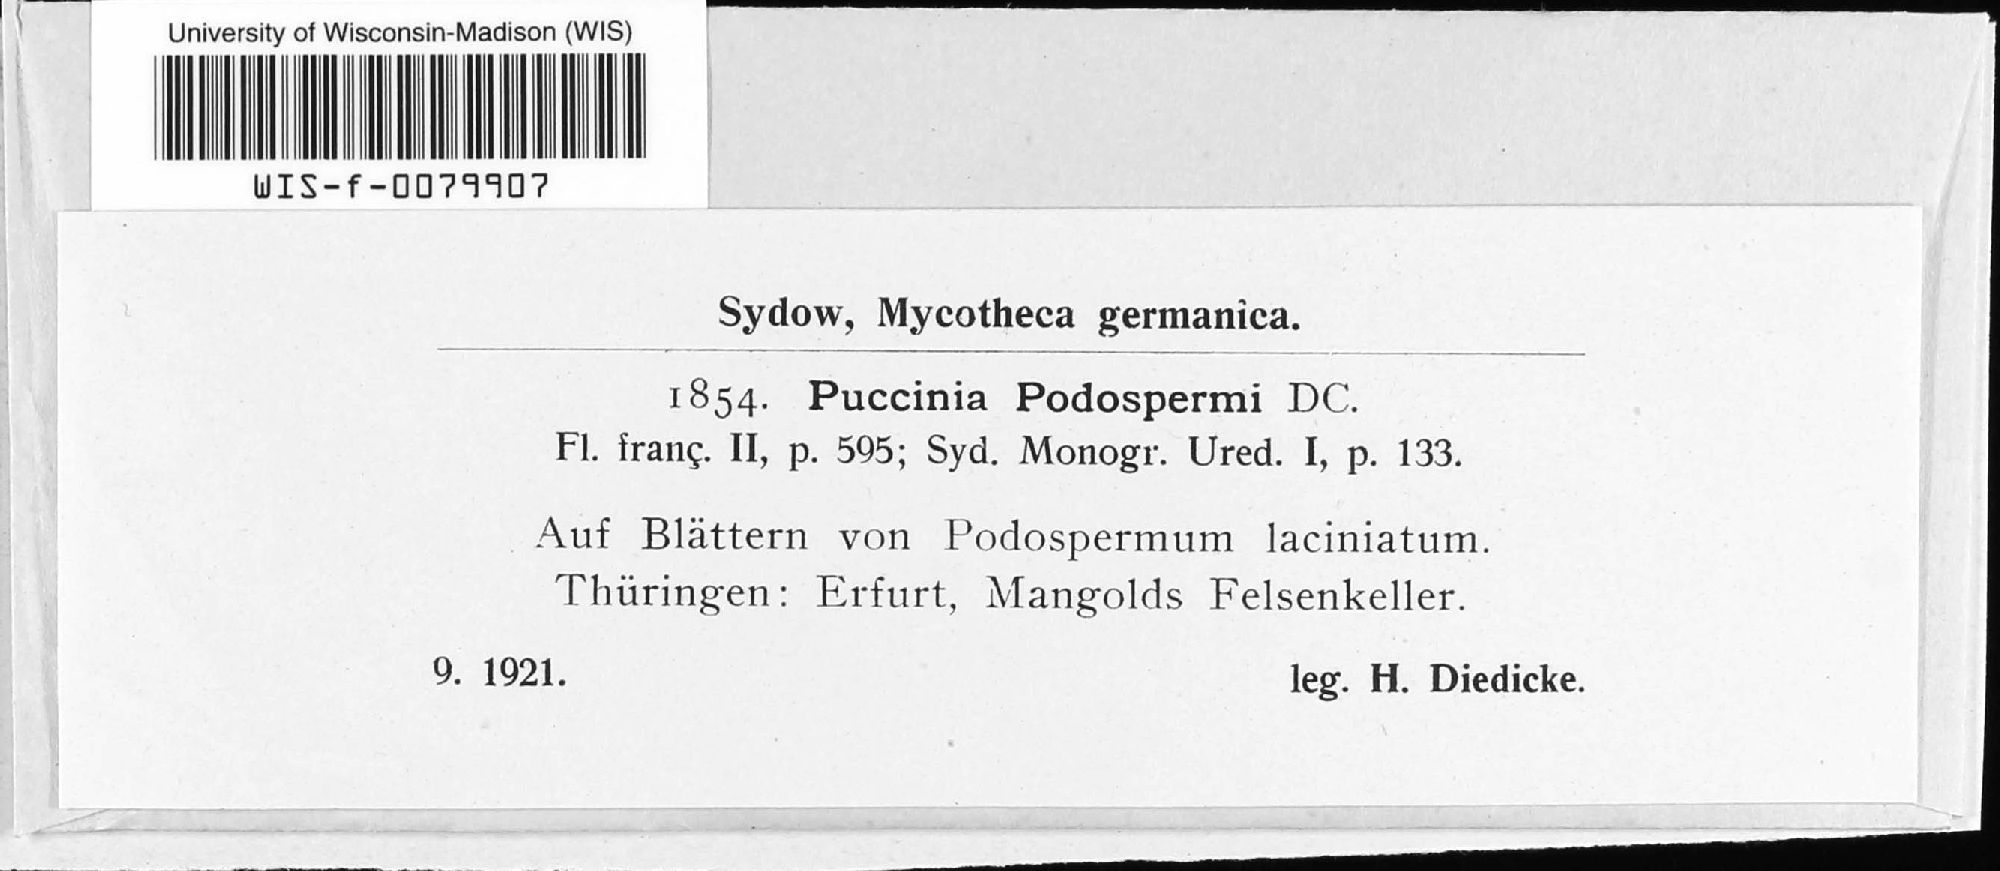 University of Wisconsin-Madison (WIS)
WIS-f-0079907
Sydow, Mycotheca germanica.
1854. Puccinia Podospermi DC.
Fl. franç. II, p. 595; Syd. Monogr. Ured. I, p. 133.
Auf Blättern von Podospermum laciniatum.
Thüringen: Erfurt, Mangolds Felsenkeller.
9. 1921. leg. H. Diedicke.